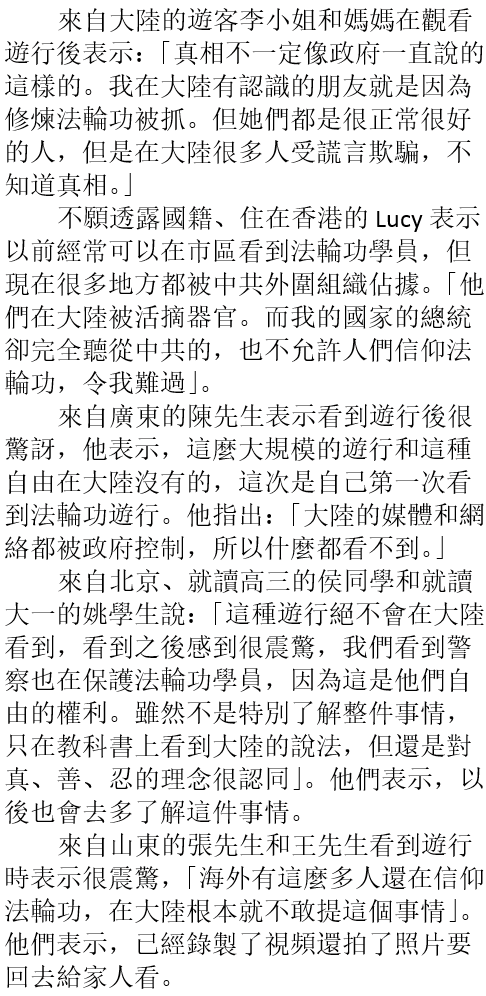 來自大陸的遊客李小姐和媽媽在觀看
遊行後表示：「真相不一定像政府一直說的
這樣的。我在大陸有認識的朋友就是因為
修煉法輪功被抓。但她們都是很正常很好
的人，但是在大陸很多人受謊言欺騙，不
知道真相。」
不願透露國籍、住在香港的 Lucy 表示
以前經常可以在市區看到法輪功學員，但
現在很多地方都被中共外圍組織佔據。「他
們在大陸被活摘器官。而我的國家的總統
卻完全聽從中共的，也不允許人們信仰法
輪功，令我難過」。
來自廣東的陳先生表示看到遊行後很
驚訝，他表示，這麼大規模的遊行和這種
自由在大陸沒有的，這次是自己第一次看
到法輪功遊行。他指出：「大陸的媒體和網
絡都被政府控制，所以什麼都看不到。」
來自北京、就讀高三的侯同學和就讀
大一的姚學生說：「這種遊行絕不會在大陸
看到，看到之後感到很震驚，我們看到警
察也在保護法輪功學員，因為這是他們自
由的權利。雖然不是特別了解整件事情，
只在教科書上看到大陸的說法，但還是對
真、善、忍的理念很認同」。他們表示，以
後也會去多了解這件事情。
來自山東的張先生和王先生看到遊行
時表示很震驚，「海外有這麼多人還在信仰
法輪功，在大陸根本就不敢提這個事情」。
他們表示，已經錄製了視頻還拍了照片要
回去給家人看。